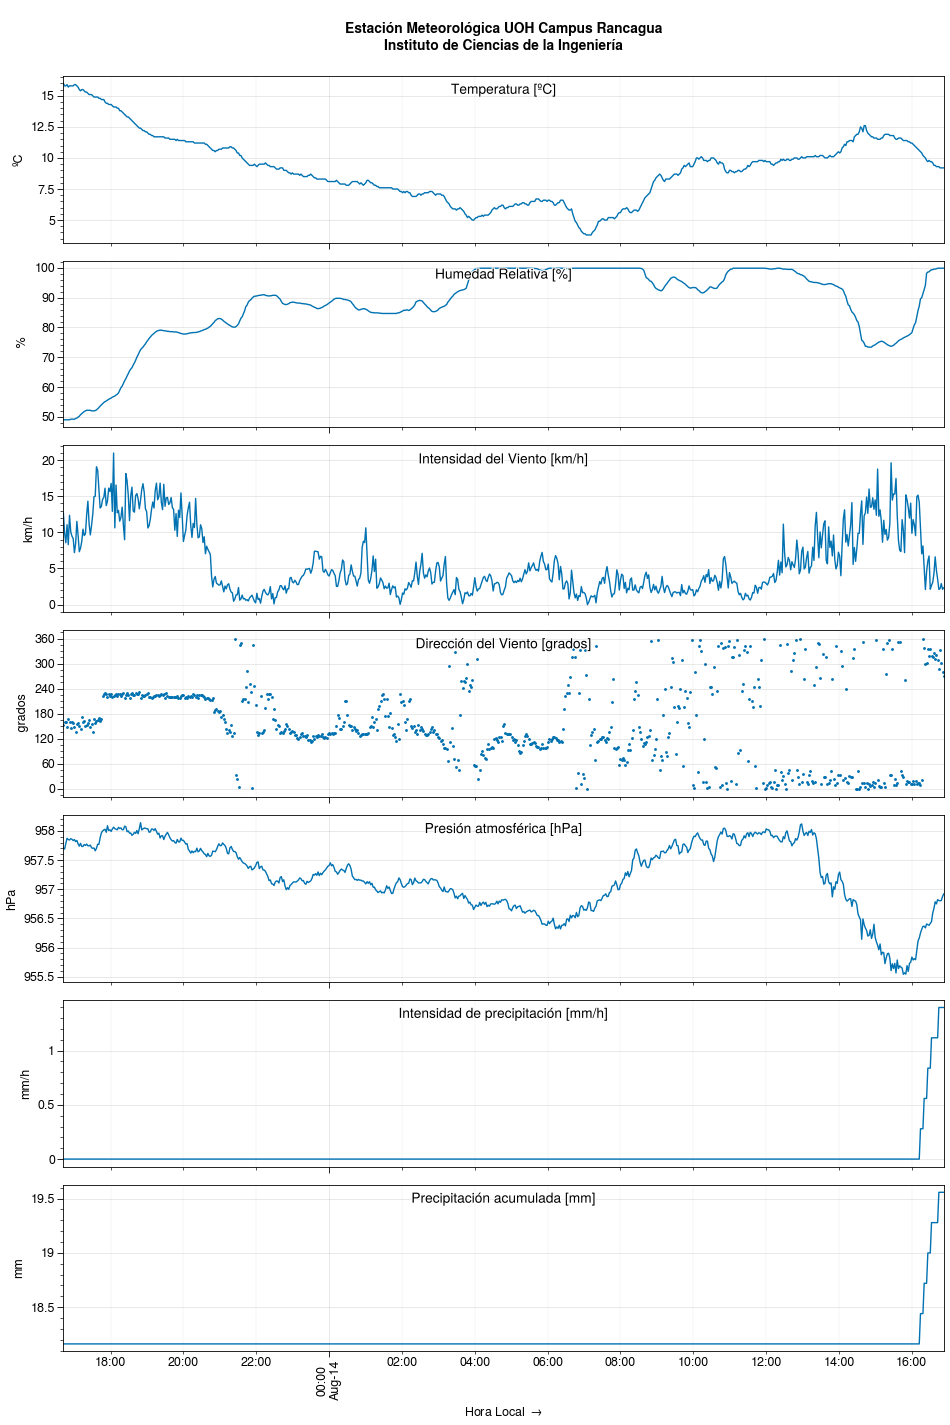 Estación Meteorológica UOH Campus Rancagua
Instituto de Ciencias de la Ingeniería
Temperatura [ºC]
ºC
15
12.5
10
7.5
5
Humedad Relativa [%]
%
100
90
80
70
60
50
Intensidad del Viento [km/h]
km/h
20
15
10
5
0
Dirección del Viento [grados]
grados
360
300
240
180
120
60
0
Presión atmosférica [hPa]
hPa
958
957.5
957
956.5
956
955.5
Intensidad de precipitación [mm/h]
mm/h
1
0.5
0
Precipitación acumulada [mm]
mm
19.5
19
18.5
18:00 20:00 22:00 00:00 02:00 04:00 06:00 08:00 10:00 12:00 14:00 16:00
Aug-14
Hora Local →